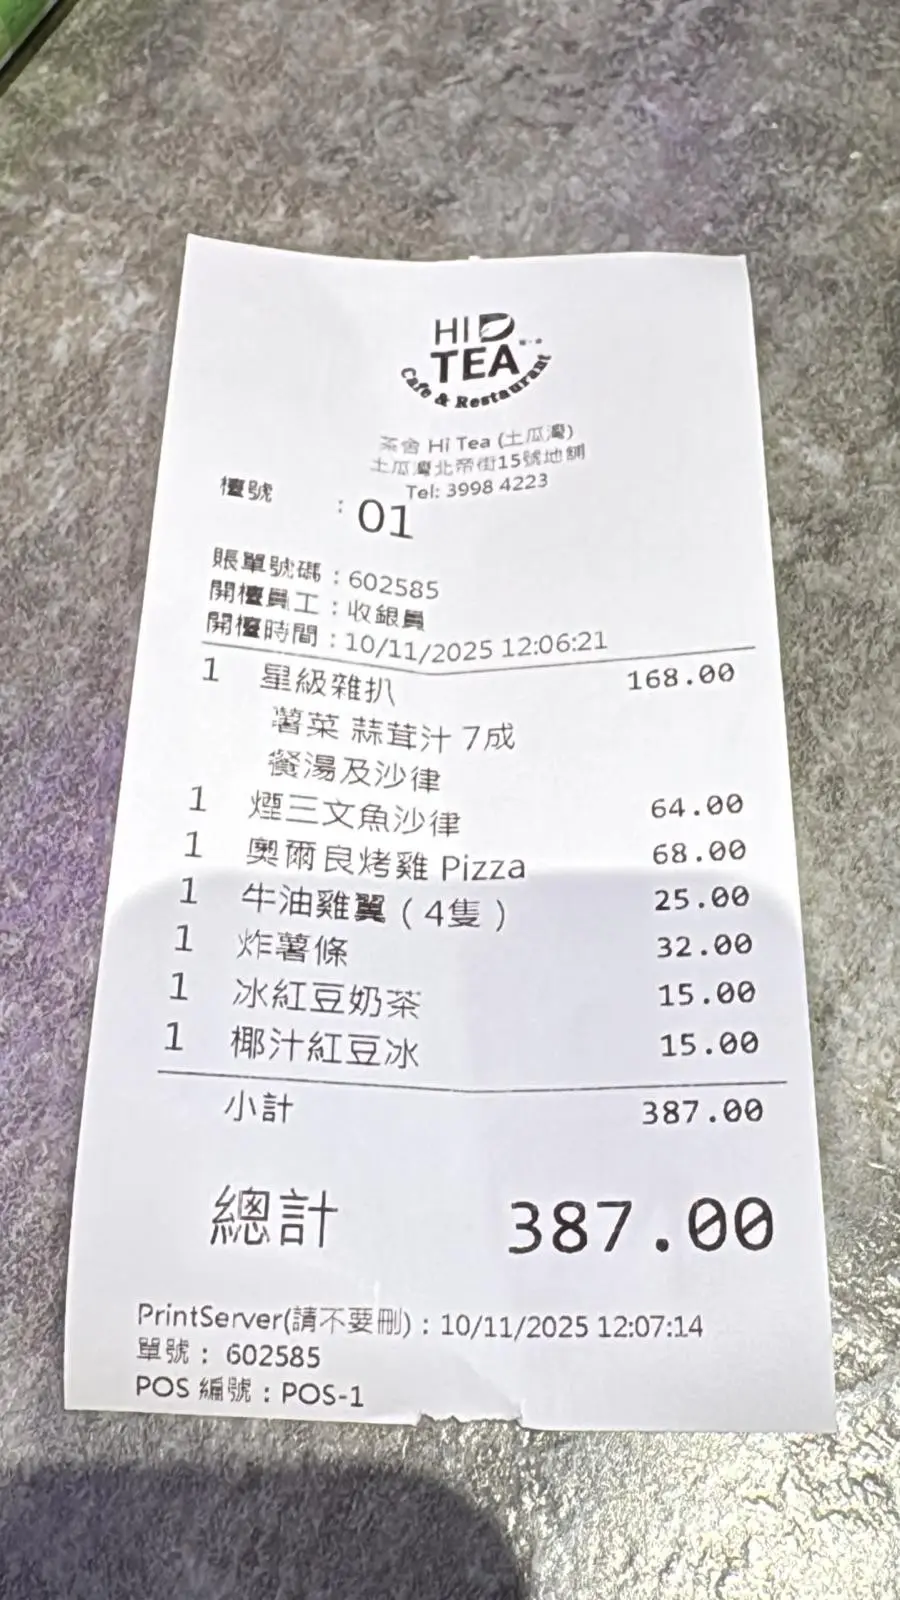 HI
TEA
Cafe & Restaurant
茶舍 Hi Tea (土瓜灣)
土瓜灣北帝街15號地舖
Tel: 3998 4223
檯號 : 01
賬單號碼 : 602585
開檯員工 : 收銀員
開檯時間 : 10/11/2025 12:06:21
1 星級雜扒 168.00
薯菜 蒜茸汁 7成
餐湯及沙律
1 煙三文魚沙律 64.00
1 奧爾良烤雞 Pizza 68.00
1 牛油雞翼 ( 4隻 ) 25.00
1 炸薯條 32.00
1 冰紅豆奶茶 15.00
1 椰汁紅豆冰 15.00
小計 387.00
總計 387.00
PrintServer(請不要刪) : 10/11/2025 12:07:14
單號 : 602585
POS 編號 : POS-1